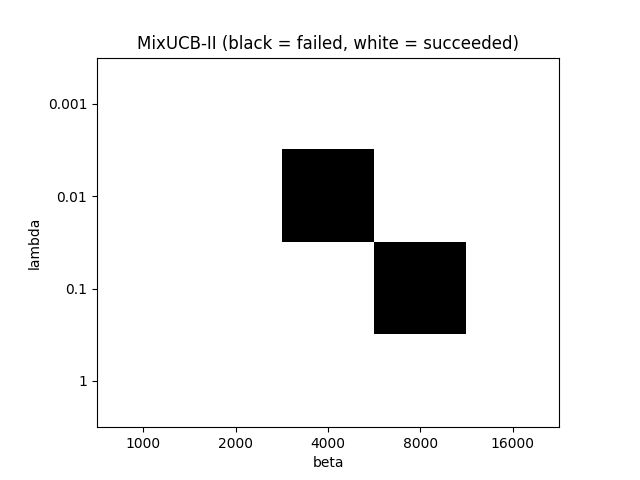 MixUCB-II (black = failed, white = succeeded)
0.001
0.01
0.1
1
lambda
1000 2000 4000 8000 16000
beta